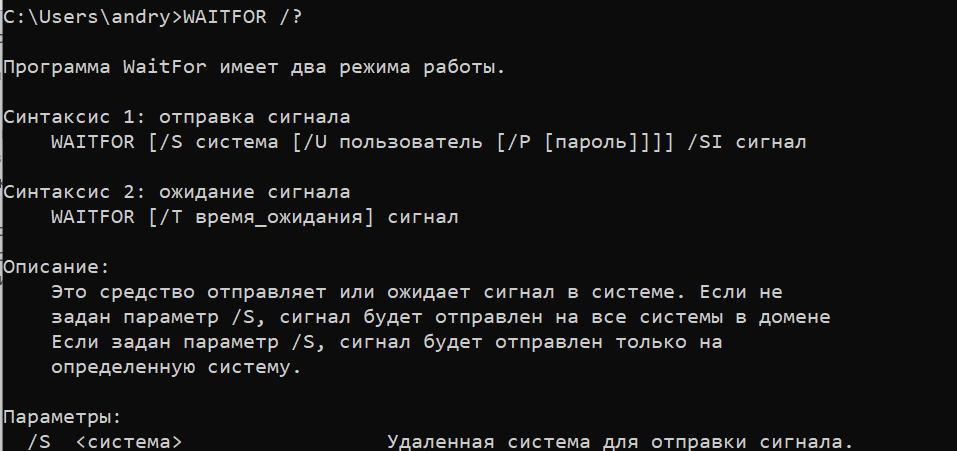 C:\Users\andry>WAITFOR /?
Программа WaitFor имеет два режима работы.
Синтаксис 1: отправка сигнала
WAITFOR [/S система [/U пользователь [/P [пароль]]]] /SI сигнал
Синтаксис 2: ожидание сигнала
WAITFOR [/T время_ожидания] сигнал
Описание:
Это средство отправляет или ожидает сигнал в системе. Если не
задан параметр /S, сигнал будет отправлен на все системы в домене
Если задан параметр /S, сигнал будет отправлен только на
определенную систему.
Параметры:
/S <система> Удаленная система для отправки сигнала.